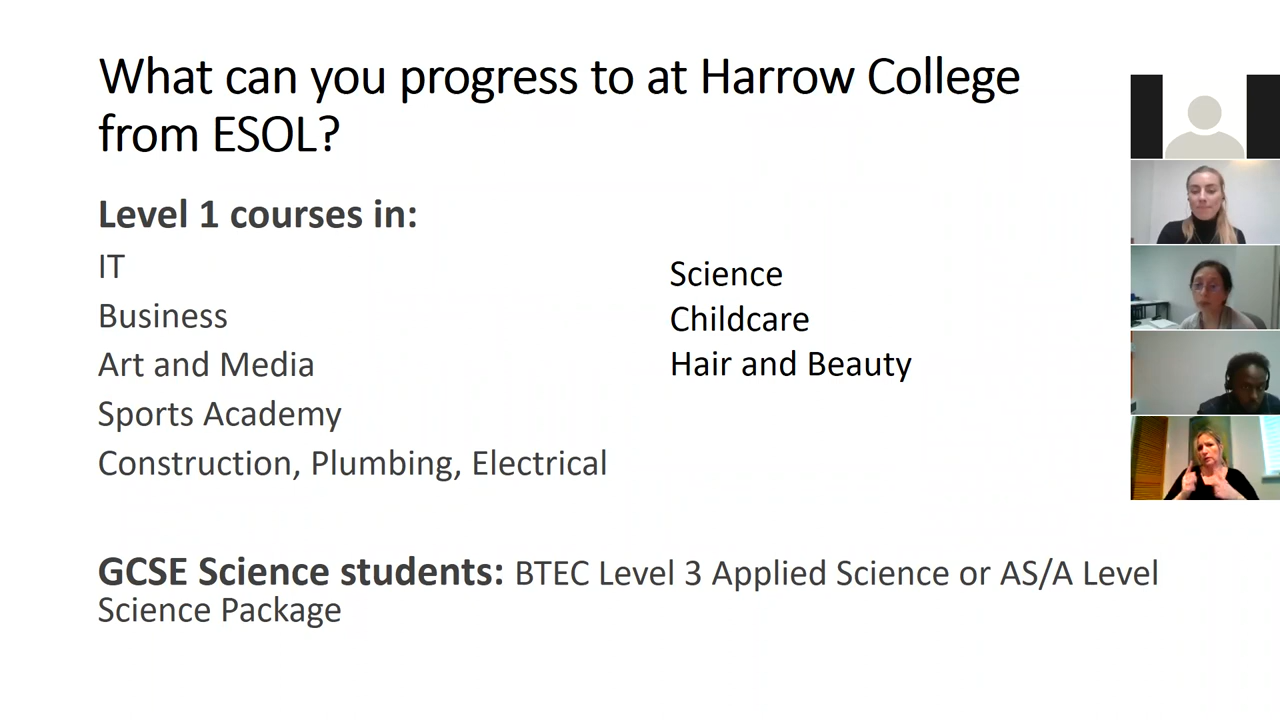 What can you progress to at Harrow College
from ESOL?
Level 1 courses in:
IT
Business
Art and Media
Sports Academy
Construction, Plumbing, Electrical
Science
Childcare
Hair and Beauty
GCSE Science students: BTEC Level 3 Applied Science or AS/A Level
Science Package